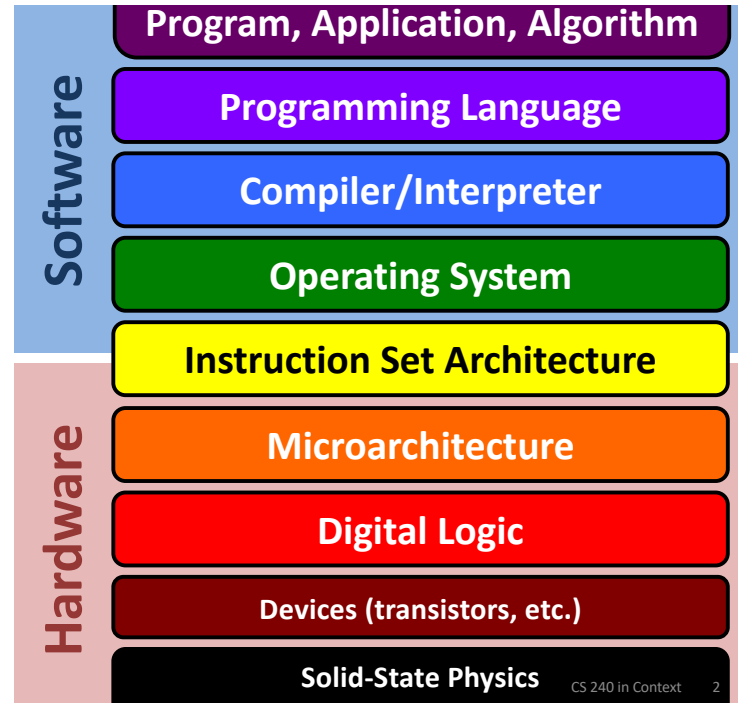 Program, Application, Algorithm
Software
Programming Language
Compiler/Interpreter
Operating System
Instruction Set Architecture
Hardware
Microarchitecture
Digital Logic
Devices (transistors, etc.)
Solid-State Physics
CS 240 in Context 2